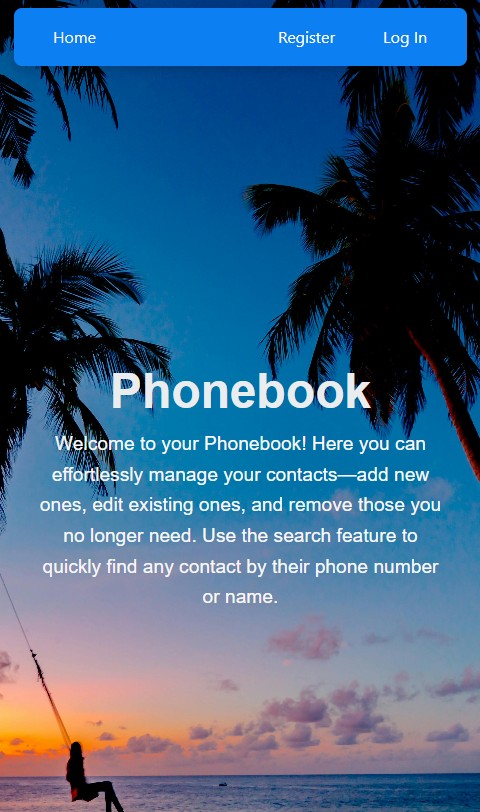 Home Register Log In
Phonebook
Welcome to your Phonebook! Here you can
effortlessly manage your contacts—add new
ones, edit existing ones, and remove those you
no longer need. Use the search feature to
quickly find any contact by their phone number
or name.